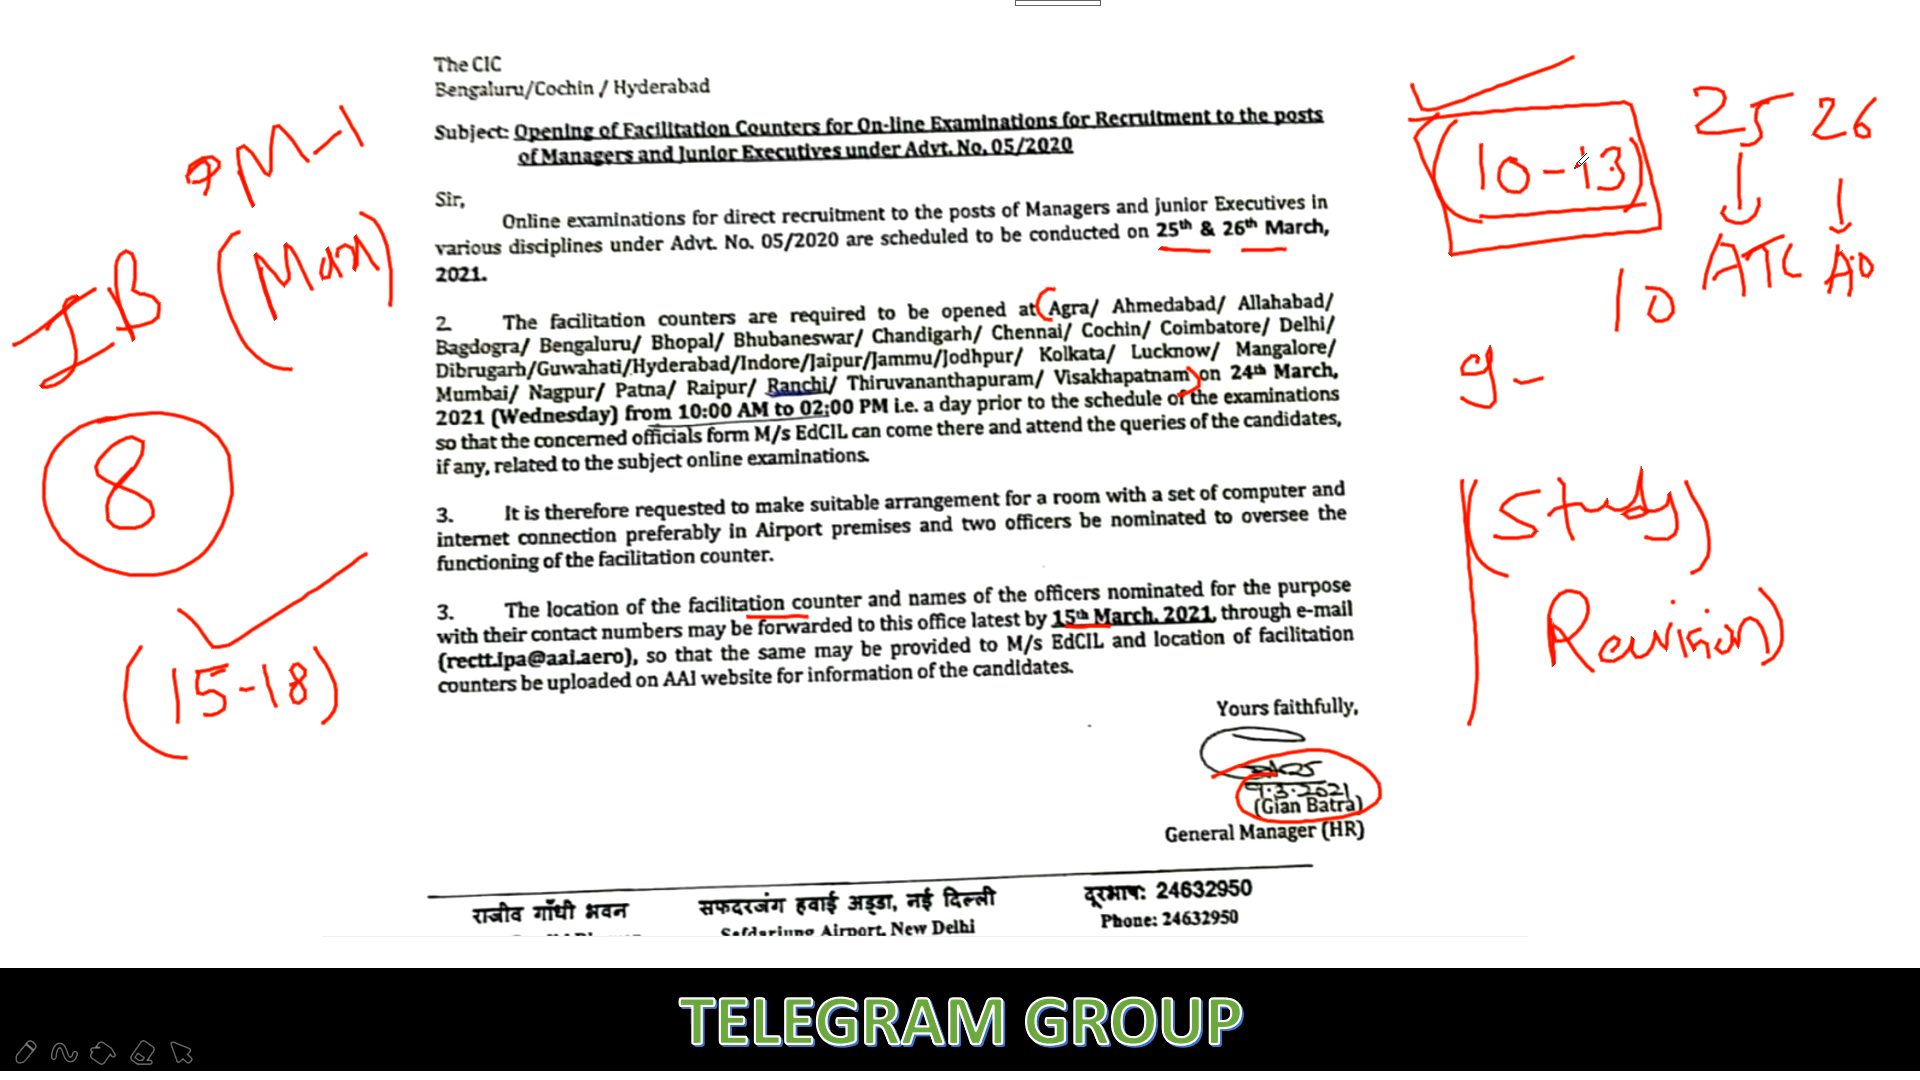 The CIC
Bengaluru/Cochin / Hyderabad
Subject: Opening of Facilitation Counters for On-line Examinations for Recruitment to the posts
of Managers and Junior Executives under Advt. No. 05/2020
Sir,
Online examinations for direct recruitment to the posts of Managers and Junior Executives in
various disciplines under Advt. No. 05/2020 are scheduled to be conducted on 25th & 26th March,
2021.
2. The facilitation counters are required to be opened at Agra/ Ahmedabad/ Allahabad/
Bagdogra/ Bengaluru/ Bhopal/ Bhubaneswar/ Chandigarh/ Chennai/ Cochin/ Coimbatore/ Delhi/
Dibrugarh/Guwahati/Hyderabad/Indore/Jaipur/Jammu/Jodhpur/ Kolkata/ Lucknow/ Mangalore/
Mumbai/ Nagpur/ Patna/ Raipur/ Ranchi/ Thiruvananthapuram/ Visakhapatnam on 24th March,
2021 (Wednesday) from 10:00 AM to 02:00 PM i.e. a day prior to the schedule of the examinations
so that the concerned officials form M/s EdCIL can come there and attend the queries of the candidates,
if any, related to the subject online examinations.
3. It is therefore requested to make suitable arrangement for a room with a set of computer and
internet connection preferably in Airport premises and two officers be nominated to oversee the
functioning of the facilitation counter.
3. The location of the facilitation counter and names of the officers nominated for the purpose
with their contact numbers may be forwarded to this office latest by 15th March, 2021, through e-mail
(rectt.ipa@aai.aero), so that the same may be provided to M/s EdCIL and location of facilitation
counters be uploaded on AAI website for information of the candidates.
Yours faithfully,
9.3.2021
(Gian Batra)
General Manager (HR)
राजीव गाँधी भवन सफदरजंग हवाई अड्डा, नई दिल्ली दूरभाष: 24632950
Safdarjung Airport, New Delhi Phone: 24632950
IB
(Man)
8
(15-18)
(10-13)
25 26
ATC AO
10
9-
(Study)
Revision)
TELEGRAM GROUP